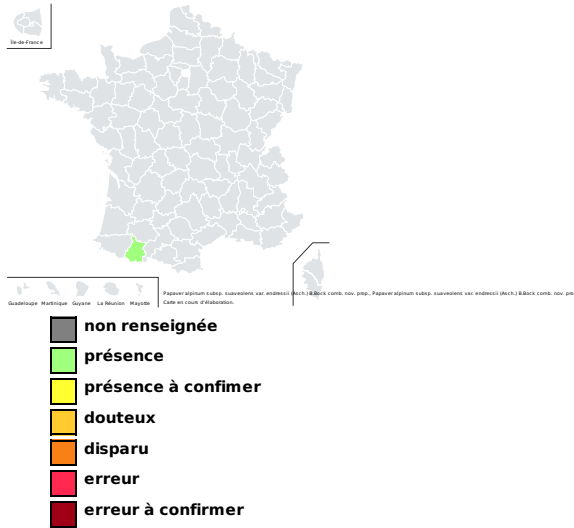 Île-de-France
Guadeloupe Martinique Guyane La Réunion Mayotte
Papaver alpinum subsp. suaveolens var. endressii (Asch.) B.Bock comb. nov. prop., Papaver alpinum subsp. suaveolens var. endressii (Asch.) B.Bock comb. nov. pro
Carte en cours d'élaboration.
non renseignée
présence
présence à confimer
douteux
disparu
erreur
erreur à confirmer